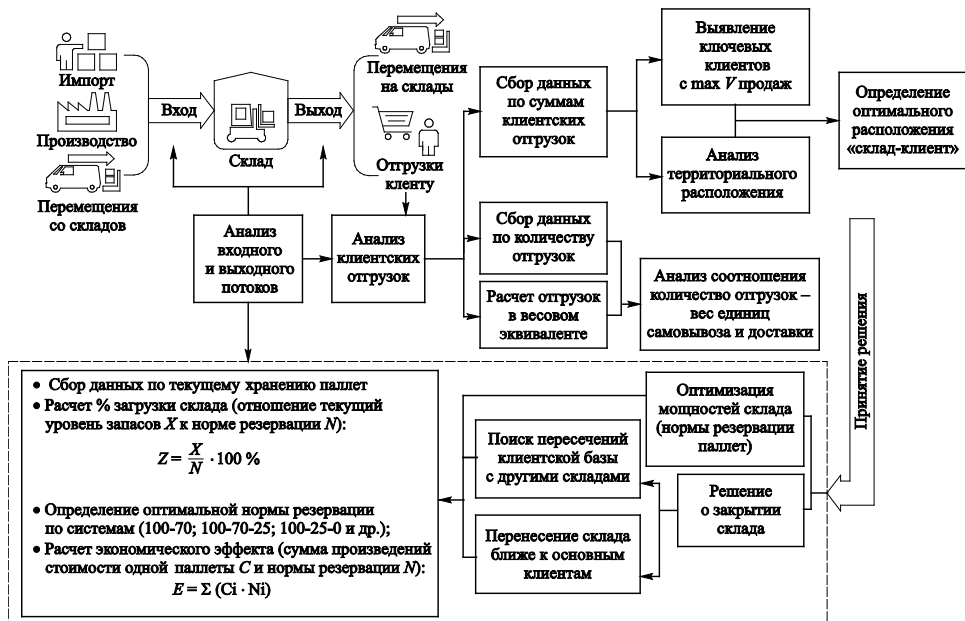 Импорт
Производство
Перемещения
со складов
Вход
Склад
Выход
Перемещения
на склады
Отгрузки
кленту
Анализ
входного
и выходного
потоков
Анализ
клиентских
отгрузок
Сбор данных
по суммам
клиентских
отгрузок
Выявление
ключевых
клиентов
с max V продаж
Анализ
территориального
расположения
Определение
оптимального
расположения
«склад-клиент»
Сбор данных
по количеству
отгрузок
Расчет отгрузок
в весовом
эквиваленте
Анализ соотношения
количество отгрузок –
вес единиц
самовывоза и доставки
Принятие решения
• Сбор данных по текущему хранению паллет
• Расчет % загрузки склада (отношение текущий
уровень запасов X к норме резервации N):
Z = X/N · 100 %
• Определение оптимальной нормы резервации
по системам (100-70; 100-70-25; 100-25-0 и др.);
• Расчет экономического эффекта (сумма произведений
стоимости одной паллеты C и нормы резервации N):
E = Σ (Ci · Ni)
Оптимизация
мощностей склада
(нормы резервации
паллет)
Поиск пересечений
клиентской базы
с другими складами
Решение
о закрытии
склада
Перенесение склада
ближе к основным
клиентам